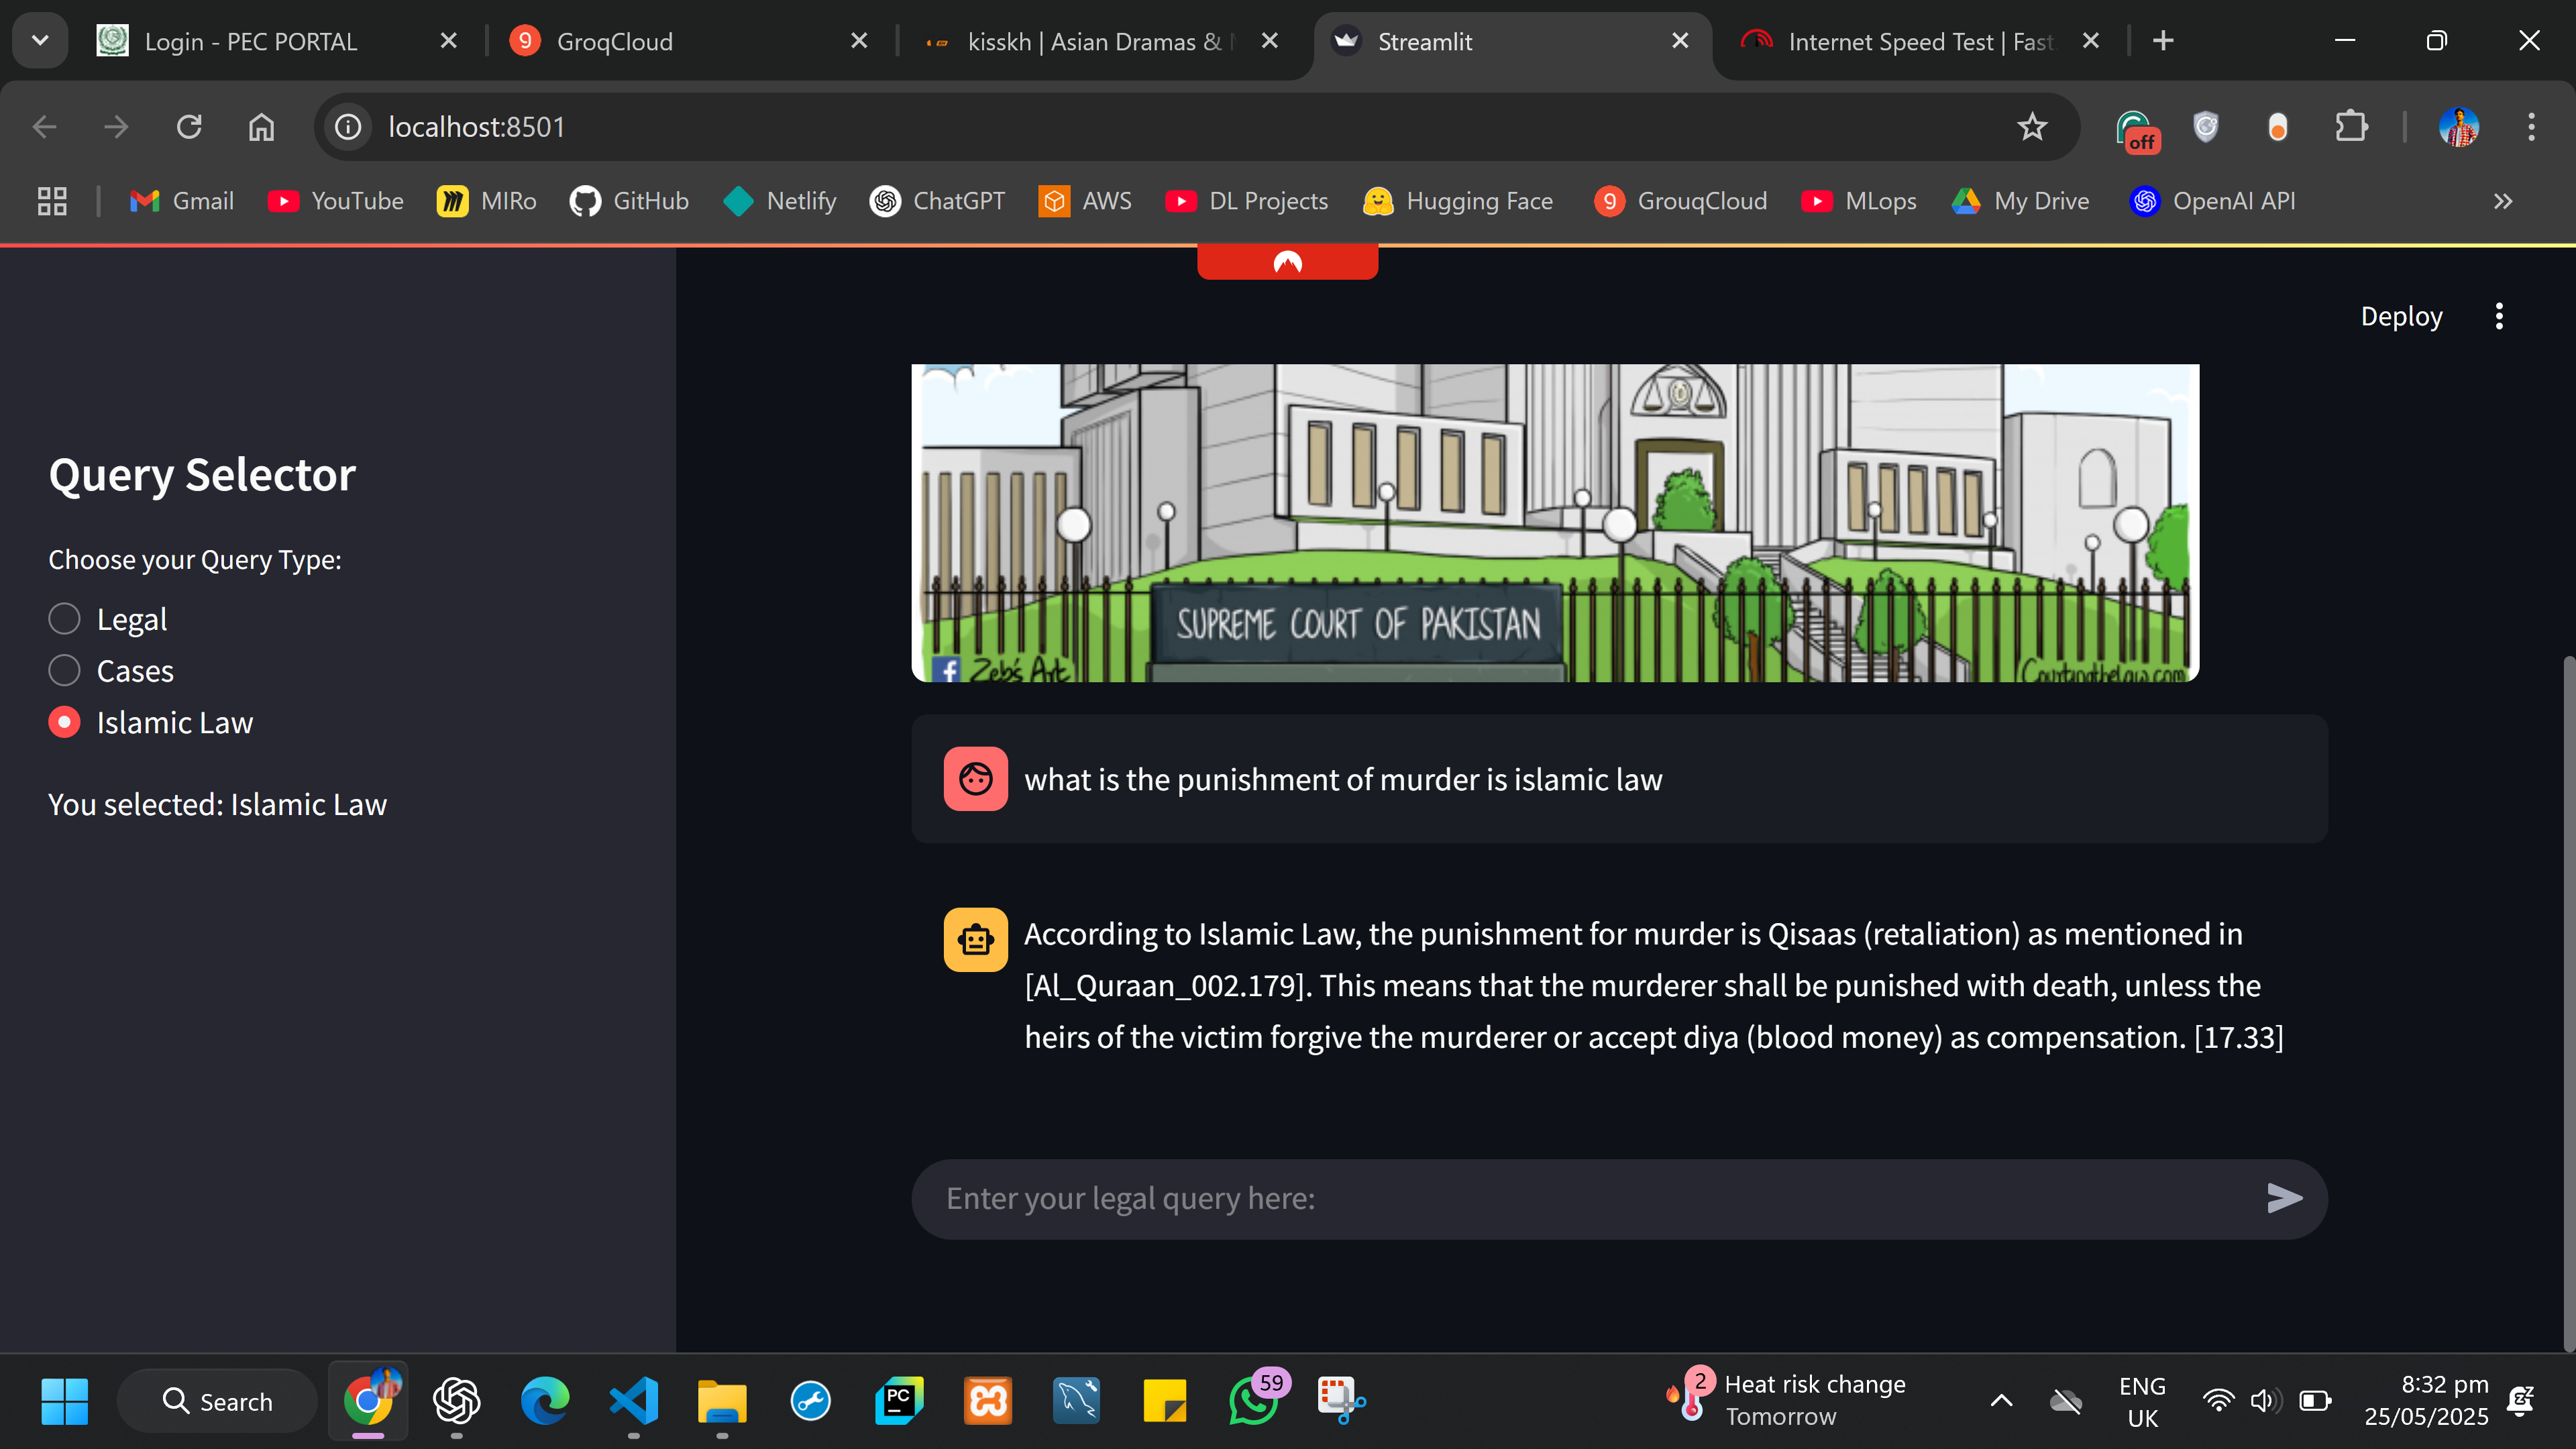 Login - PEC PORTAL
GroqCloud
kisskh | Asian Dramas &
Streamlit
Internet Speed Test | Fast
localhost:8501
off
Gmail
YouTube
MIRo
GitHub
Netlify
ChatGPT
AWS
DL Projects
Hugging Face
GrouqCloud
MLops
My Drive
OpenAI API
Deploy
Query Selector
Choose your Query Type:
Legal
Cases
Islamic Law
You selected: Islamic Law
SUPREME COURT OF PAKISTAN
Zeb's Art
Courtingthelaw.com
what is the punishment of murder is islamic law
According to Islamic Law, the punishment for murder is Qisaas (retaliation) as mentioned in
[Al_Quraan_002.179]. This means that the murderer shall be punished with death, unless the
heirs of the victim forgive the murderer or accept diya (blood money) as compensation. [17.33]
Enter your legal query here:
Search
PC
59
2
Heat risk change
Tomorrow
ENG
UK
8:32 pm
25/05/2025